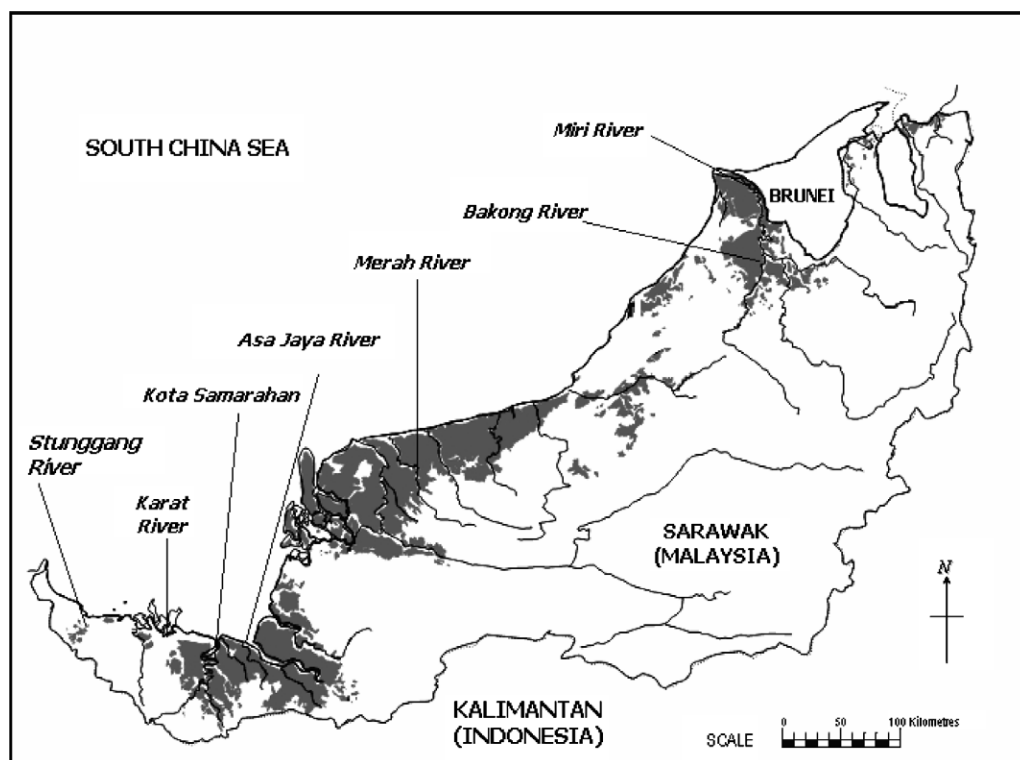 SOUTH CHINA SEA
Miri River
BRUNEI
Bakong River
Merah River
Asa Jaya River
Kota Samarahan
Stunggang
River
Karat
River
SARAWAK
(MALAYSIA)
N
KALIMANTAN
(INDONESIA)
SCALE
0 50 100 Kilometres